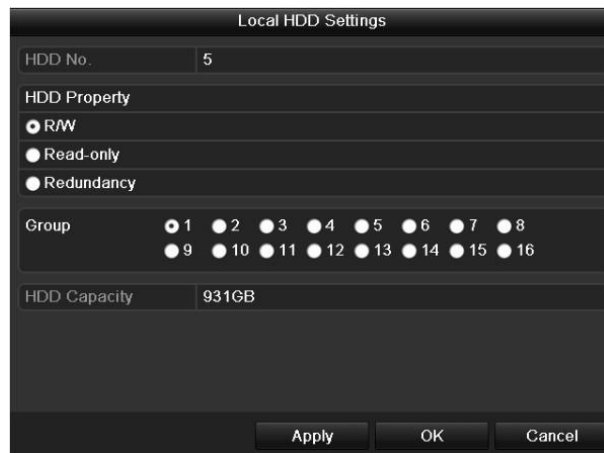 Local HDD Settings
HDD No. 5
HDD Property
R/W
Read-only
Redundancy
Group 1 2 3 4 5 6 7 8
9 10 11 12 13 14 15 16
HDD Capacity 931GB
Apply OK Cancel